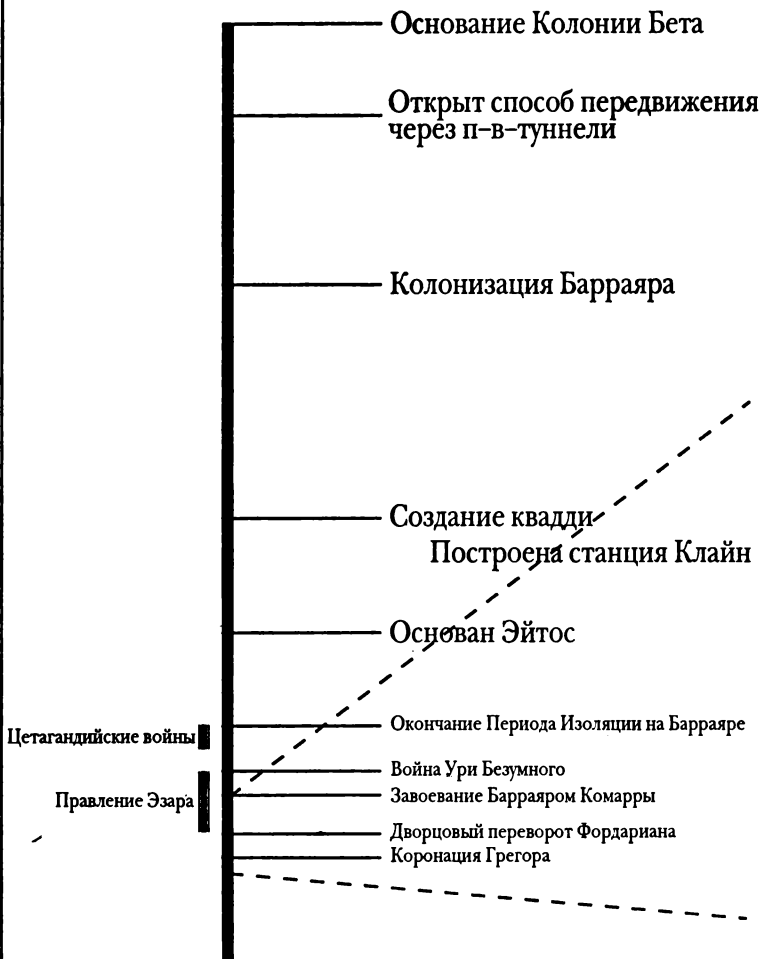 Основание Колонии Бета
Открыт способ передвижения
через п-в-туннели
Колонизация Барраяра
Создание квадди
Построена станция Клайн
Основан Эйтос
Окончание Периода Изоляции на Барраяре
Цетагандийские войны
Война Ури Безумного
Правление Эзара
Завоевание Барраяром Комарры
Дворцовый переворот Фордариана
Коронация Грегора